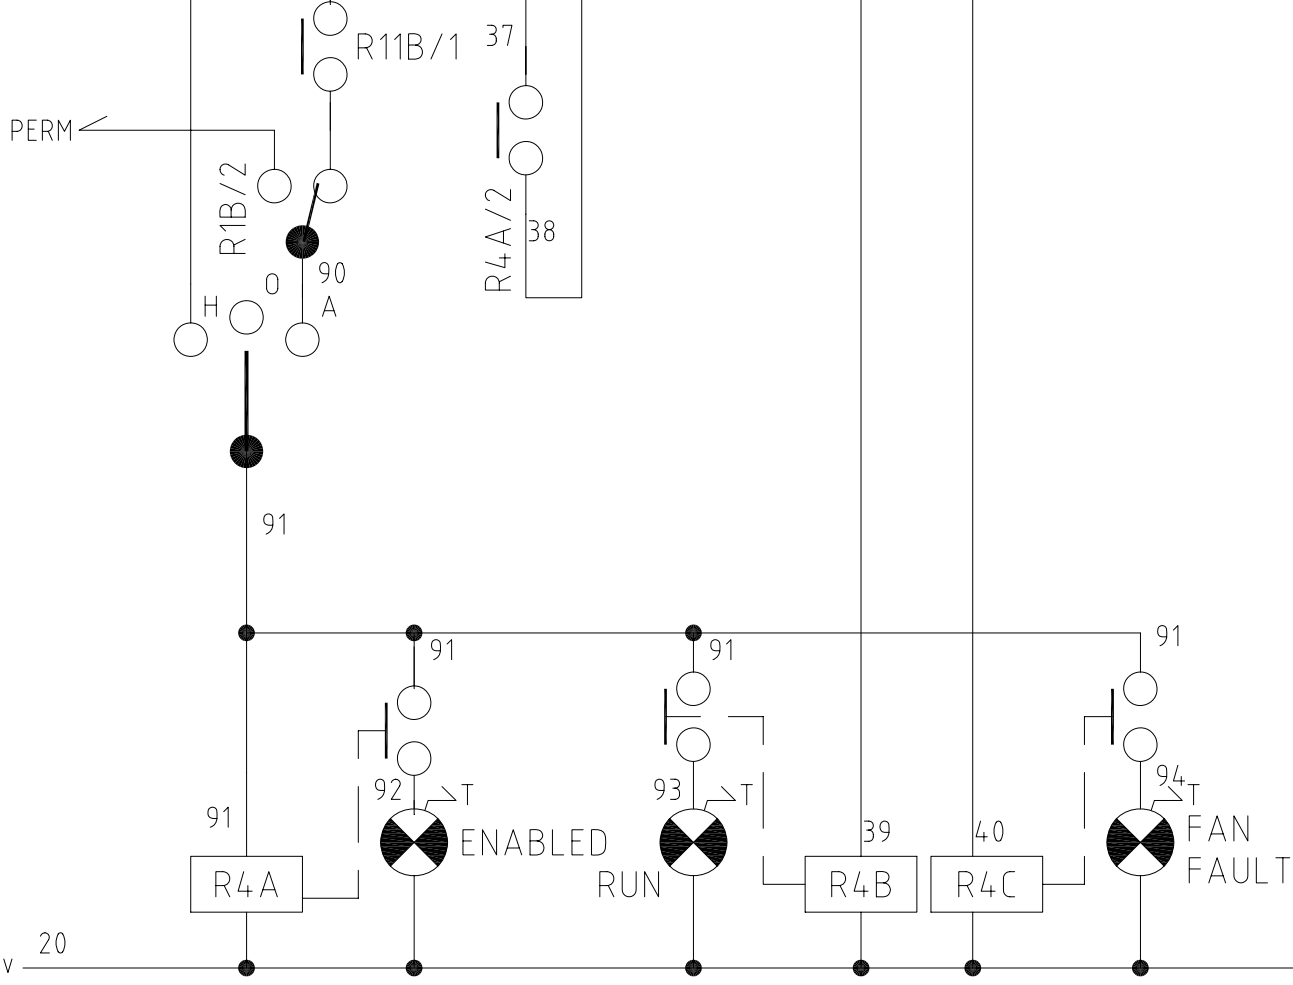 37
R11B/1
PERM
R1B/2
R4A/2
38
90
O
H
A
91
91
91
91
92
T
93
T
94
T
91
39
40
ENABLED
FAN
FAULT
RUN
R4A
R4B
R4C
20
V